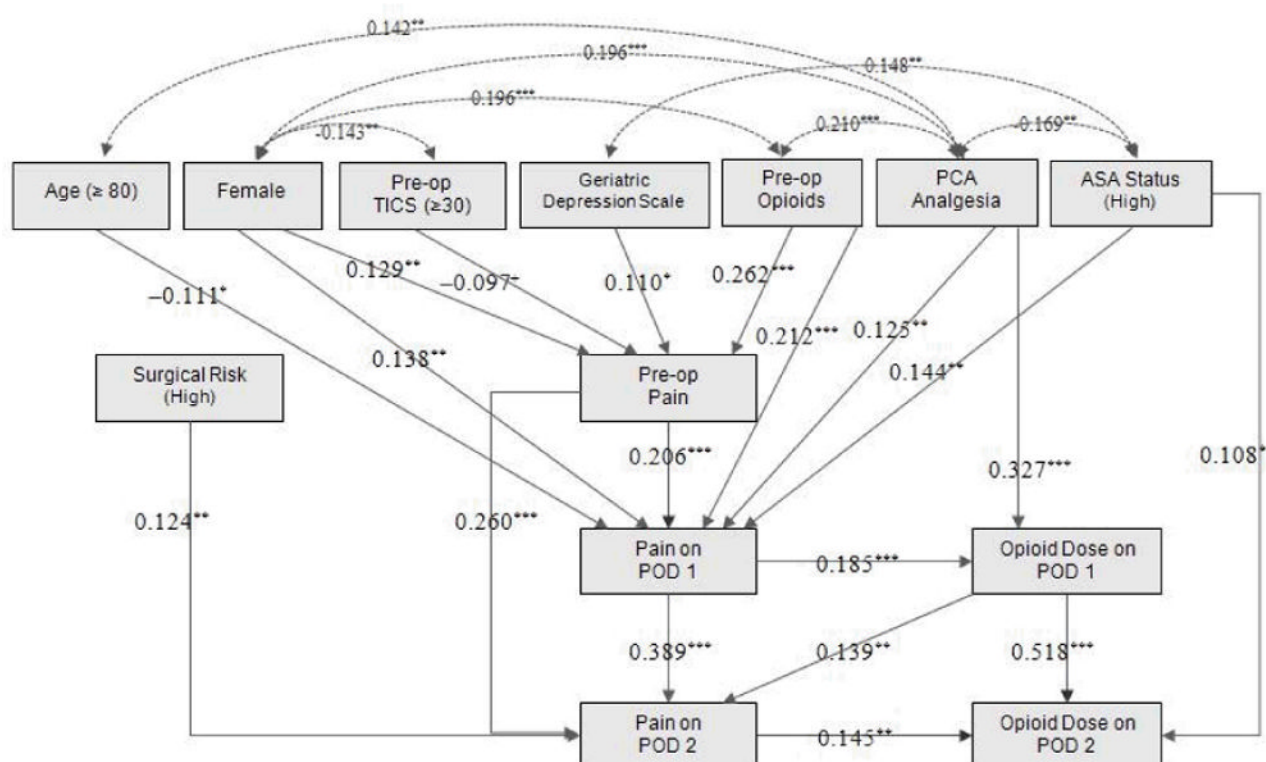 0.142**
0.196***
0.148**
0.196***
-0.143**
0.210***
-0.169**
Age (≥ 80)
Female
Pre-op
TICS (≥30)
Geriatric
Depression Scale
Pre-op
Opioids
PCA
Analgesia
ASA Status
(High)
−0.111*
0.129**
−0.097*
0.110*
0.262***
0.138**
0.212***
0.125**
0.144**
Surgical Risk
(High)
Pre-op
Pain
0.206***
0.327***
0.108*
0.124**
0.260***
Pain on
POD 1
0.185***
Opioid Dose on
POD 1
0.389***
0.139**
0.518***
Pain on
POD 2
0.145**
Opioid Dose on
POD 2